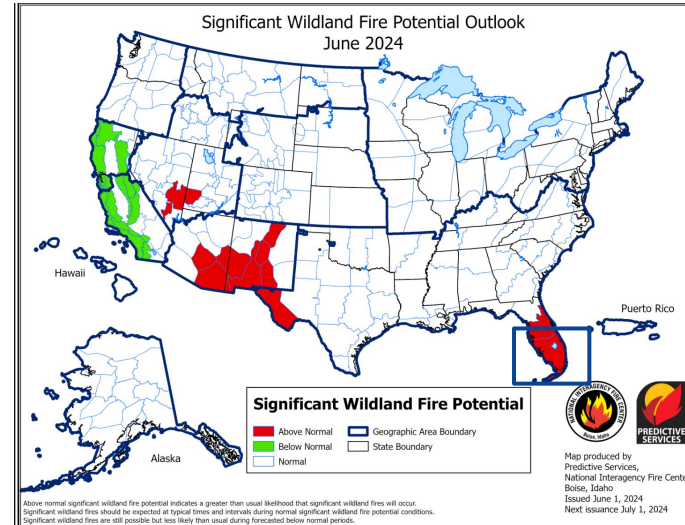 Significant Wildland Fire Potential Outlook
June 2024
Hawaii
Puerto Rico
Alaska
Significant Wildland Fire Potential
Above Normal
Below Normal
Normal
Geographic Area Boundary
State Boundary
NATIONAL INTERAGENCY FIRE CENTER
Boise, Idaho
PREDICTIVE
SERVICES
Map produced by
Predictive Services,
National Interagency Fire Cente
Boise, Idaho
Issued June 1, 2024
Next issuance July 1, 2024
Above normal significant wildland fire potential indicates a greater than usual likelihood that significant wildland fires will occur.
Significant wildland fires should be expected at typical times and intervals during normal significant wildland fire potential conditions.
Significant wildland fires are still possible but less likely than usual during forecasted below normal periods.